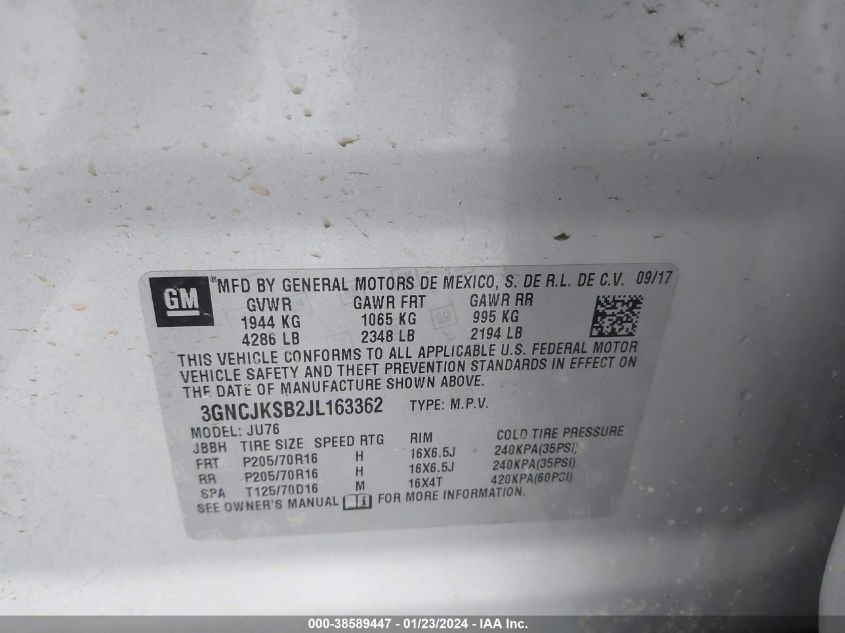 GM
®MFD BY GENERAL MOTORS DE MEXICO, S. DE R.L. DE C.V. 09/17
GVWR GAWR FRT GAWR RR
1944 KG 1065 KG 995 KG
4286 LB 2348 LB 2194 LB
THIS VEHICLE CONFORMS TO ALL APPLICABLE U.S. FEDERAL MOTOR
VEHICLE SAFETY AND THEFT PREVENTION STANDARDS IN EFFECT ON
THE DATE OF MANUFACTURE SHOWN ABOVE.
3GNCJKSB2JL163362 TYPE: M.P.V.
MODEL: JU76
JBBH TIRE SIZE SPEED RTG RIM COLD TIRE PRESSURE
FRT P205/70R16 H 16X6.5J 240KPA(35PSI)
RR P205/70R16 H 16X6.5J 240KPA(35PSI)
SPA T125/70D16 M 16X4T 420KPA(60PSI)
SEE OWNER'S MANUAL i FOR MORE INFORMATION.
000-38589447 - 01/23/2024 - IAA Inc.